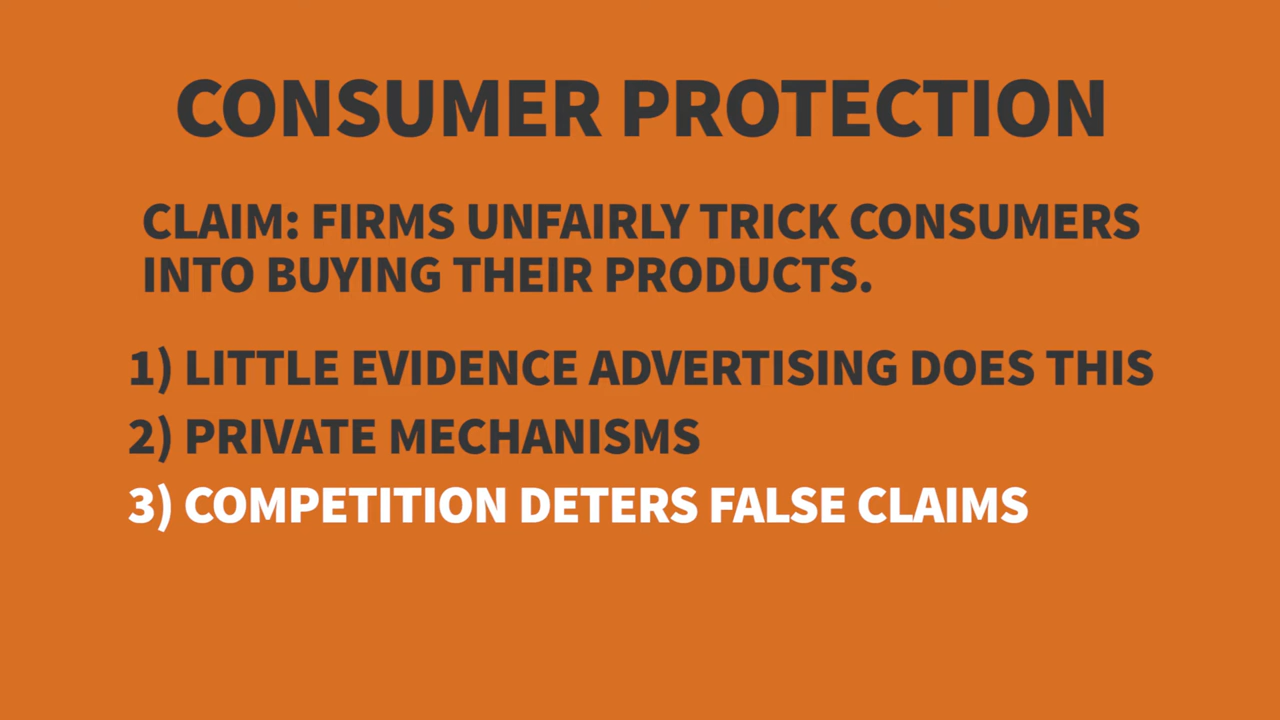 CONSUMER PROTECTION
CLAIM: FIRMS UNFAIRLY TRICK CONSUMERS
INTO BUYING THEIR PRODUCTS.
1) LITTLE EVIDENCE ADVERTISING DOES THIS
2) PRIVATE MECHANISMS
3) COMPETITION DETERS FALSE CLAIMS